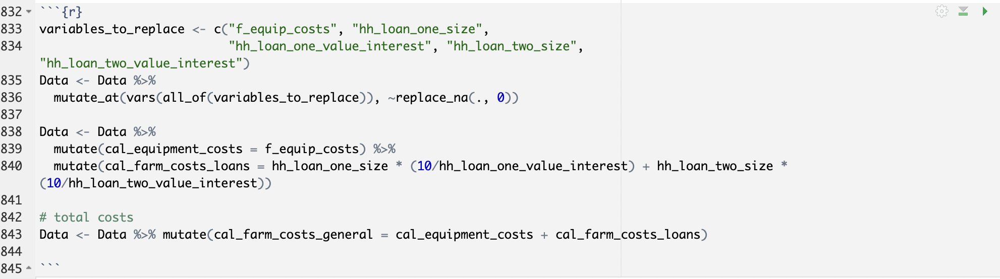 832 ```{r}
833 variables_to_replace <- c("f_equip_costs", "hh_loan_one_size",
834                           "hh_loan_one_value_interest", "hh_loan_two_size",
"hh_loan_two_value_interest")
835 Data <- Data %>%
836   mutate_at(vars(all_of(variables_to_replace)), ~replace_na(., 0))
837
838 Data <- Data %>%
839   mutate(cal_equipment_costs = f_equip_costs) %>%
840   mutate(cal_farm_costs_loans = hh_loan_one_size * (10/hh_loan_one_value_interest) + hh_loan_two_size *
(10/hh_loan_two_value_interest))
841
842 # total costs
843 Data <- Data %>% mutate(cal_farm_costs_general = cal_equipment_costs + cal_farm_costs_loans)
844
845 ```